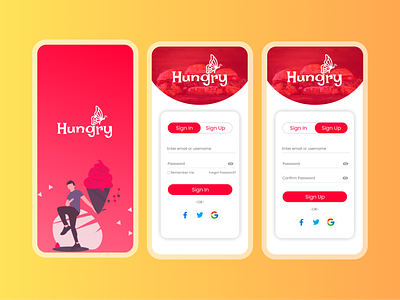 Hungry
Hungry
Sign In Sign Up
Enter email or username
Password
Remember me Forgot Password?
Sign In
OR
Hungry
Sign In Sign Up
Enter email or username
Password
Confirm Password
Sign Up
OR